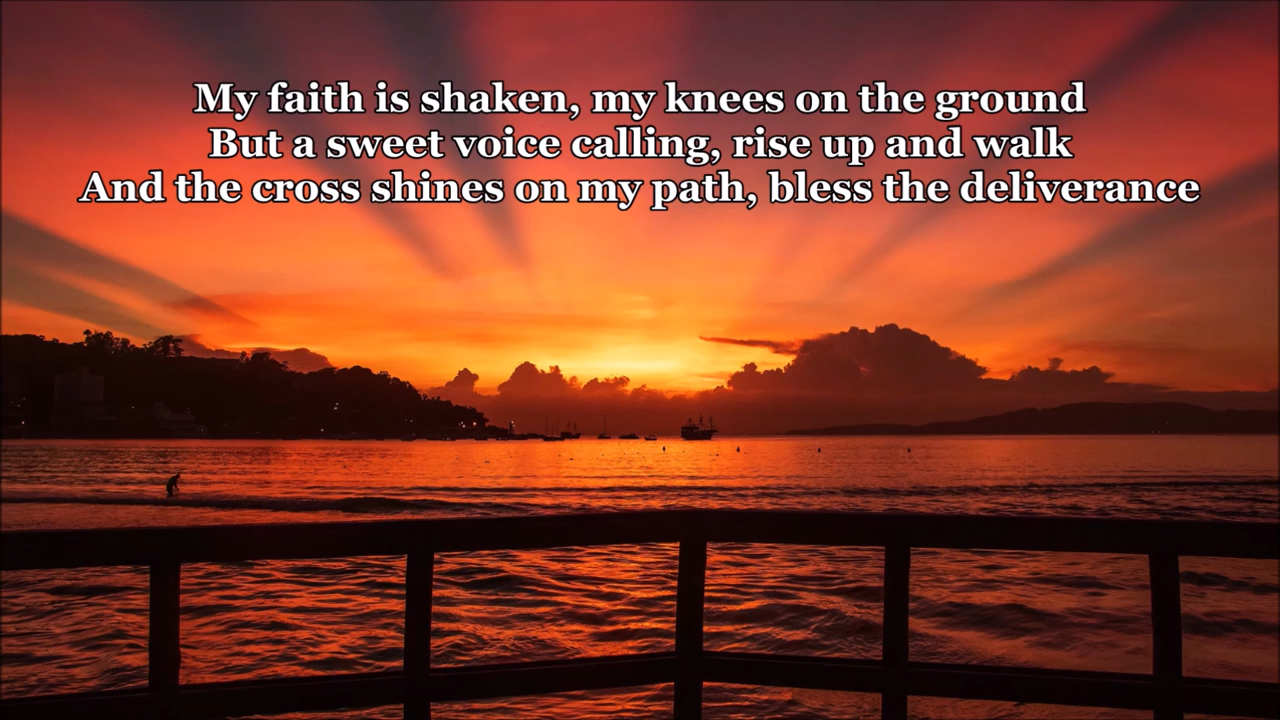 My faith is shaken, my knees on the ground
But a sweet voice calling, rise up and walk
And the cross shines on my path, bless the deliverance